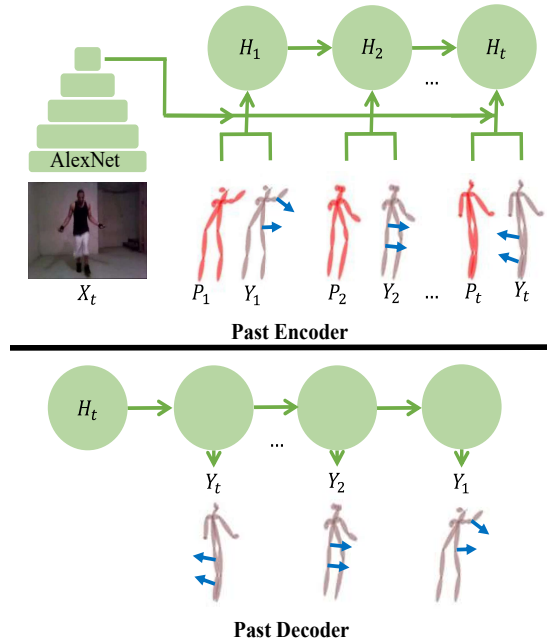 H₁ H₂ ... Hₜ
AlexNet
Xₜ P₁ Y₁ P₂ Y₂ ... Pₜ Yₜ
Past Encoder
Hₜ
...
Yₜ Y₂ Y₁
Past Decoder